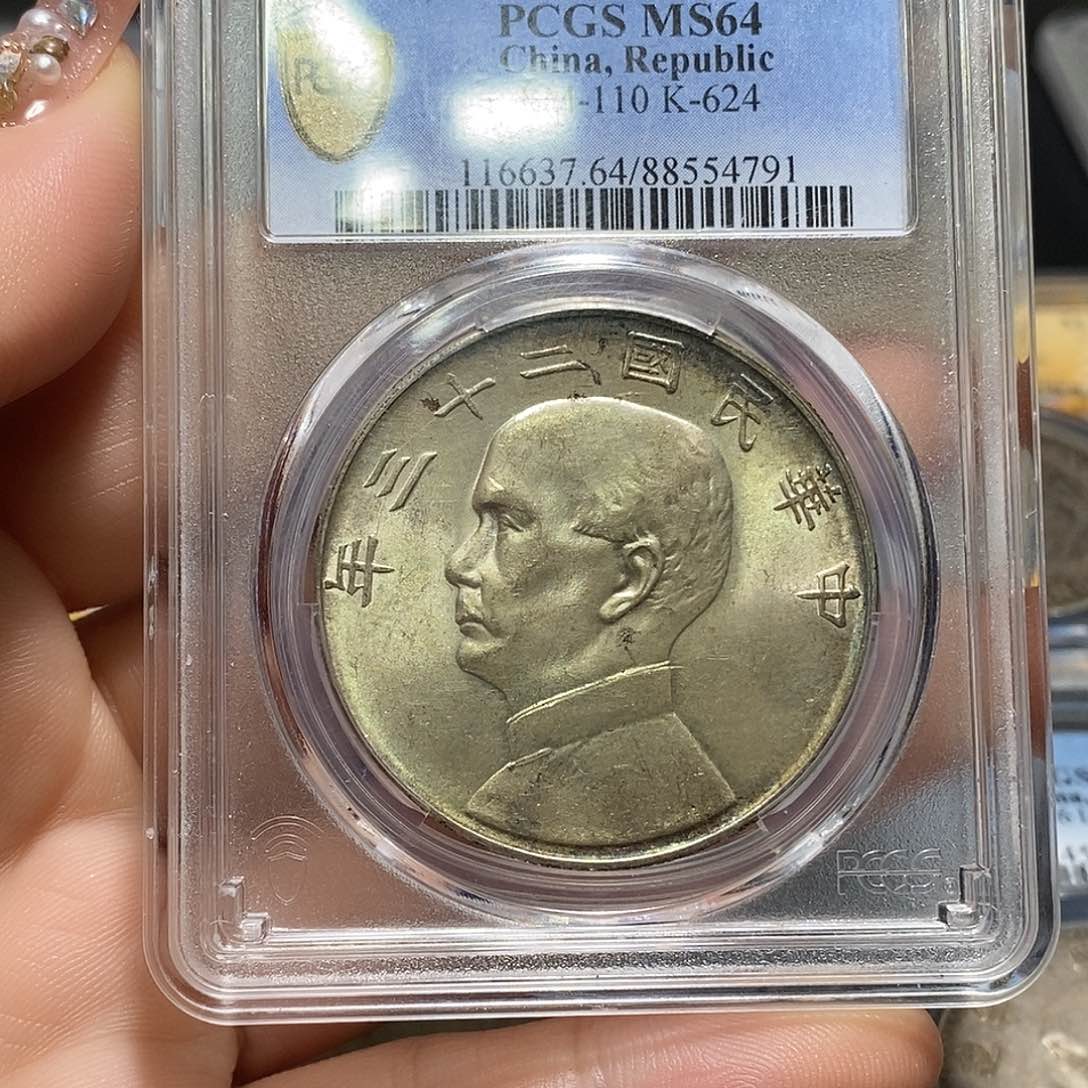 PCGS MS64
China, Republic
-110 K-624
116637.64/88554791
中華民國二十三年
PCGS